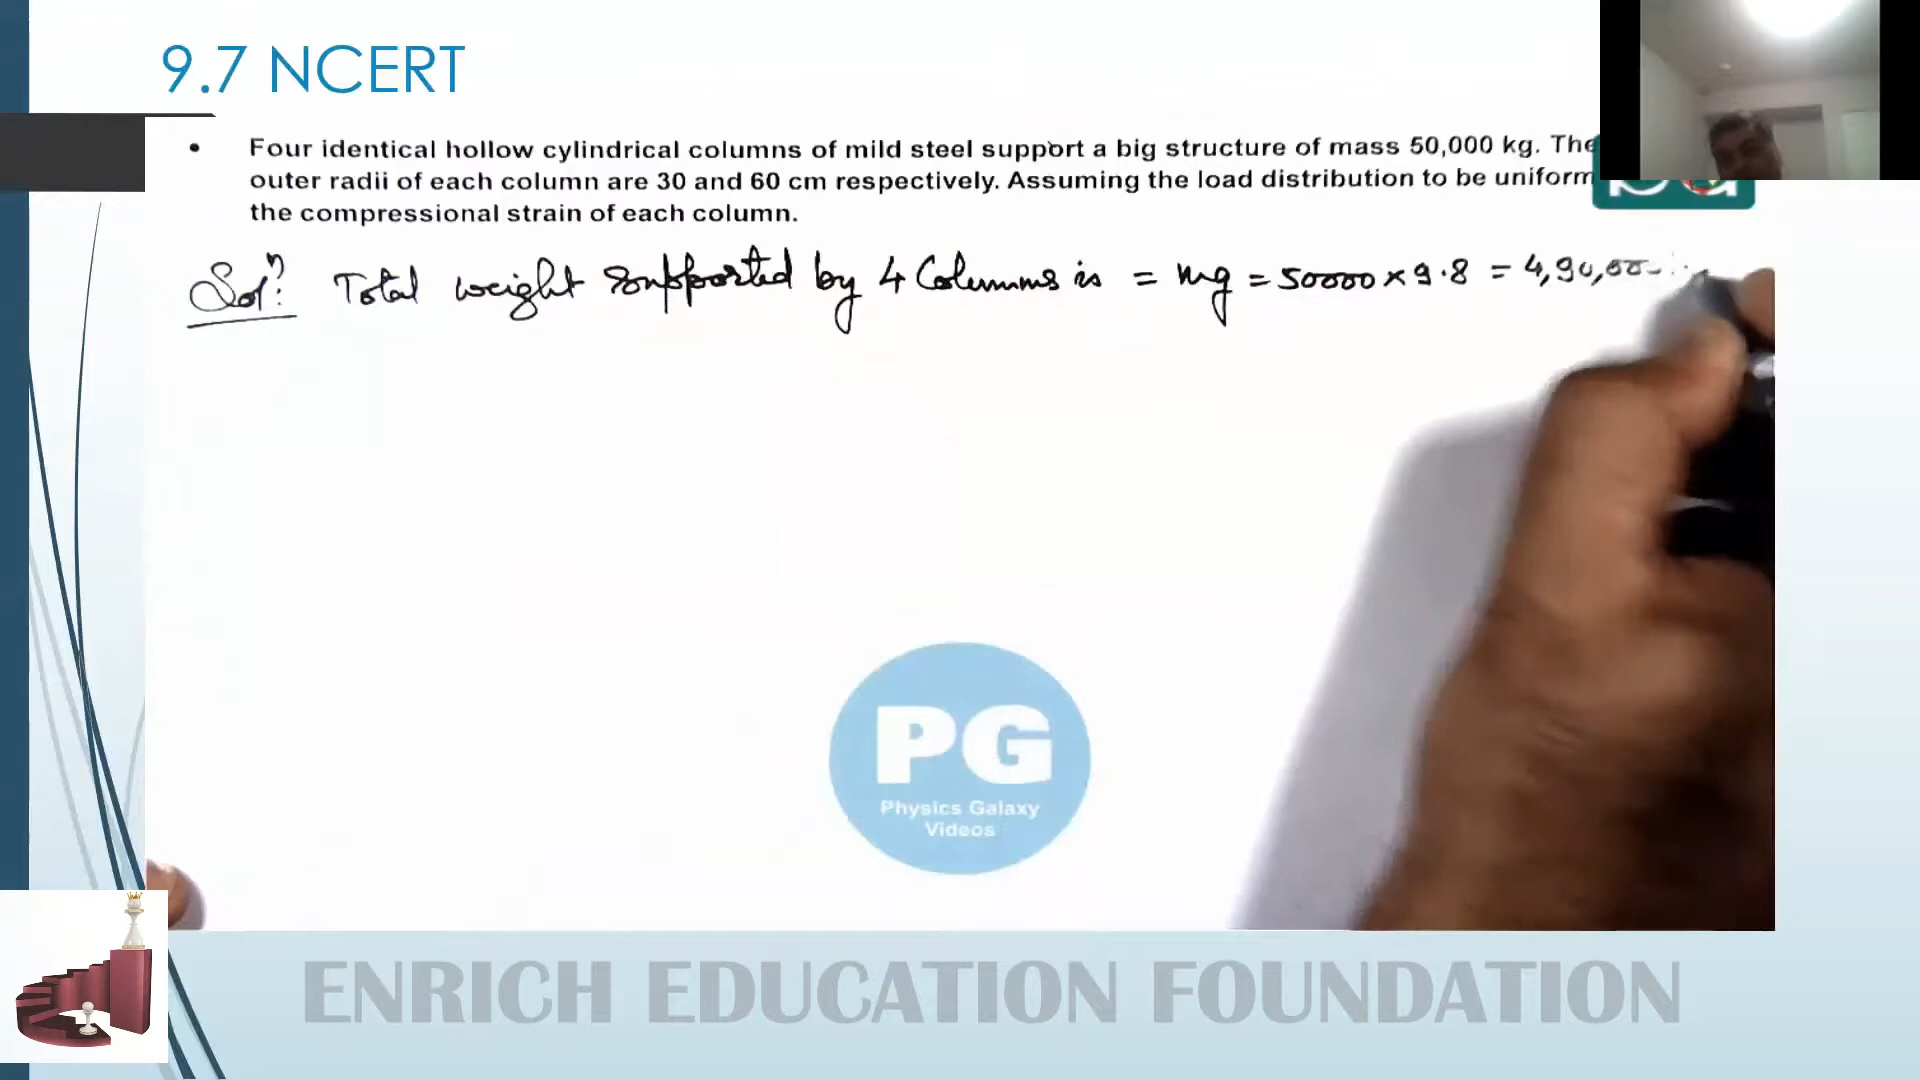 9.7 NCERT
• Four identical hollow cylindrical columns of mild steel support a big structure of mass 50,000 kg. The
outer radii of each column are 30 and 60 cm respectively. Assuming the load distribution to be uniform
the compressional strain of each column.
Solⁿ: Total weight supported by 4 Columns is = mg = 50000 × 9.8 = 4,90,000
PG
Physics Galaxy
Videos
ENRICH EDUCATION FOUNDATION